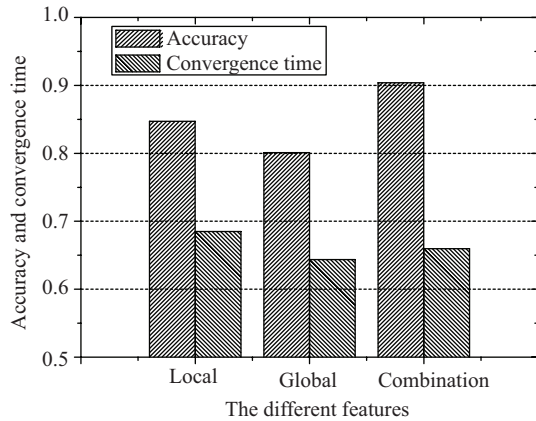 1.0
0.9
0.8
0.7
0.6
0.5
Accuracy and convergence time
Accuracy
Convergence time
Local
Global
Combination
The different features